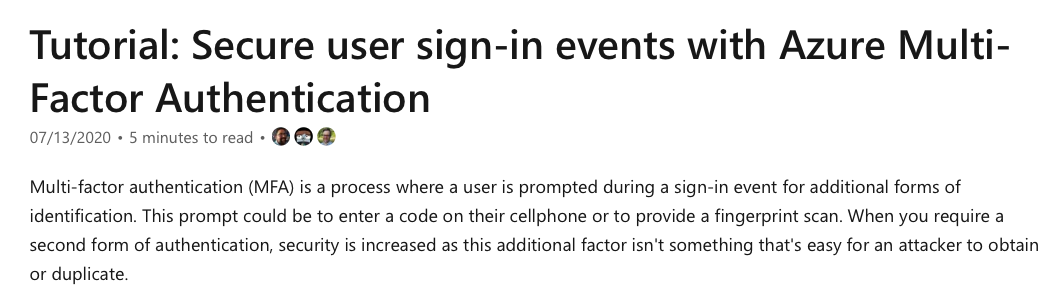 Tutorial: Secure user sign-in events with Azure Multi-
Factor Authentication
07/13/2020 • 5 minutes to read •
Multi-factor authentication (MFA) is a process where a user is prompted during a sign-in event for additional forms of
identification. This prompt could be to enter a code on their cellphone or to provide a fingerprint scan. When you require a
second form of authentication, security is increased as this additional factor isn't something that's easy for an attacker to obtain
or duplicate.